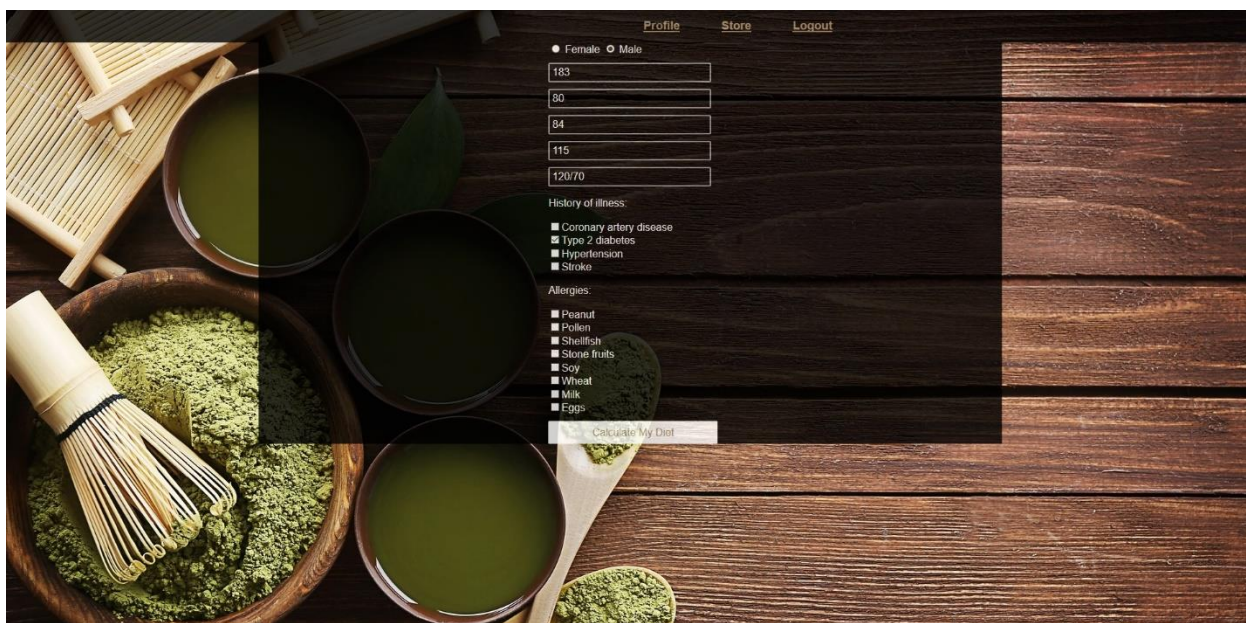 Profile Store Logout
Female Male
183
80
84
115
120/70
History of illness:
Coronary artery disease
Type 2 diabetes
Hypertension
Stroke
Allergies:
Peanut
Pollen
Shellfish
Stone fruits
Soy
Wheat
Milk
Eggs
Calculate My Diet